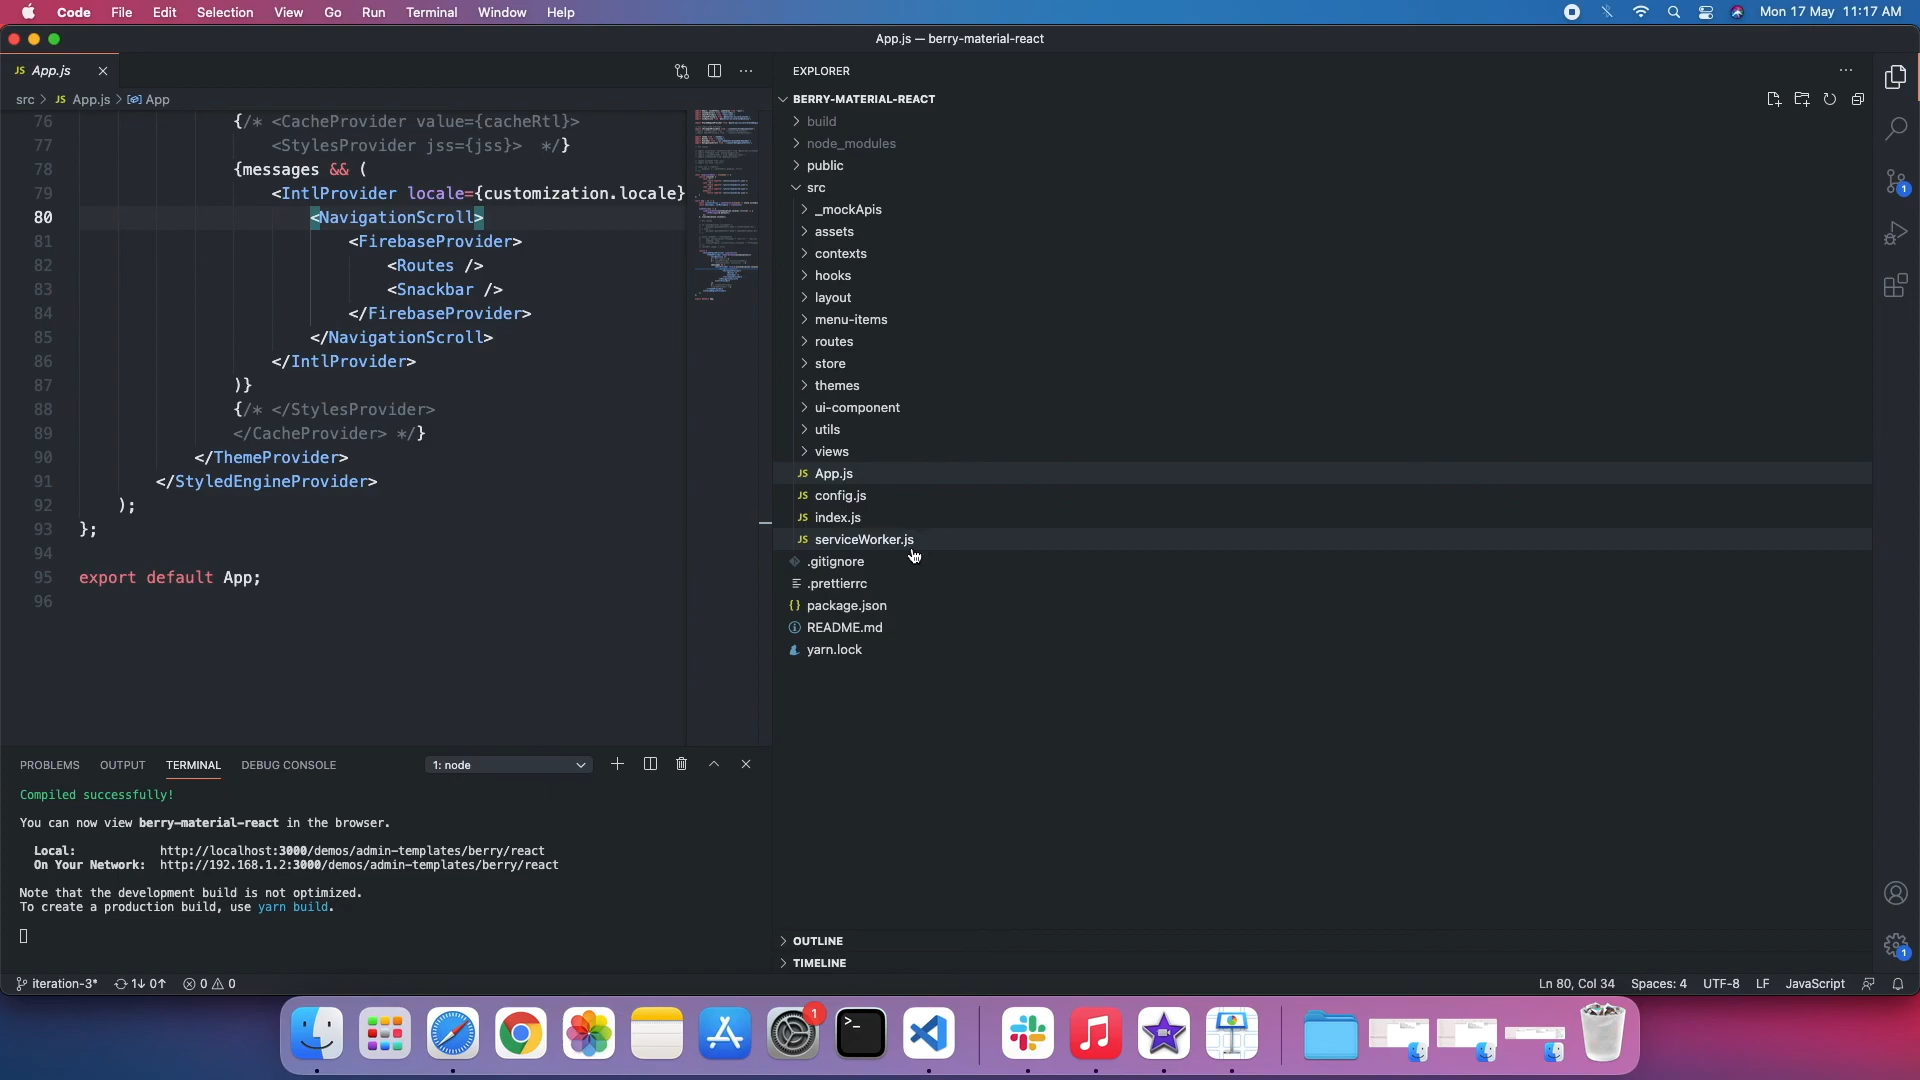 Code File Edit Selection View Go Run Terminal Window Help Mon 17 May 11:17 AM
App.js — berry-material-react
JS App.js
src > JS App.js > App
76 {/* <CacheProvider value={cacheRtl}>
77 <StylesProvider jss={jss}> */}
78 {messages && (
79 <IntlProvider locale={customization.locale}
80 <NavigationScroll>
81 <FirebaseProvider>
82 <Routes />
83 <Snackbar />
84 </FirebaseProvider>
85 </NavigationScroll>
86 </IntlProvider>
87 )}
88 {/* </StylesProvider>
89 </CacheProvider> */}
90 </ThemeProvider>
91 </StyledEngineProvider>
92 );
93 };
94
95 export default App;
96
EXPLORER
BERRY-MATERIAL-REACT
build
node_modules
public
src
_mockApis
assets
contexts
hooks
layout
menu-items
routes
store
themes
ui-component
utils
views
JS App.js
JS config.js
JS index.js
JS serviceWorker.js
.gitignore
.prettierrc
{} package.json
README.md
yarn.lock
OUTLINE
TIMELINE
1
1
PROBLEMS OUTPUT TERMINAL DEBUG CONSOLE 1: node
Compiled successfully!
You can now view berry-material-react in the browser.
Local: http://localhost:3000/demos/admin-templates/berry/react
On Your Network: http://192.168.1.2:3000/demos/admin-templates/berry/react
Note that the development build is not optimized.
To create a production build, use yarn build.
iteration-3* 1↓ 0↑ 0 0 Ln 80, Col 34 Spaces: 4 UTF-8 LF JavaScript
1